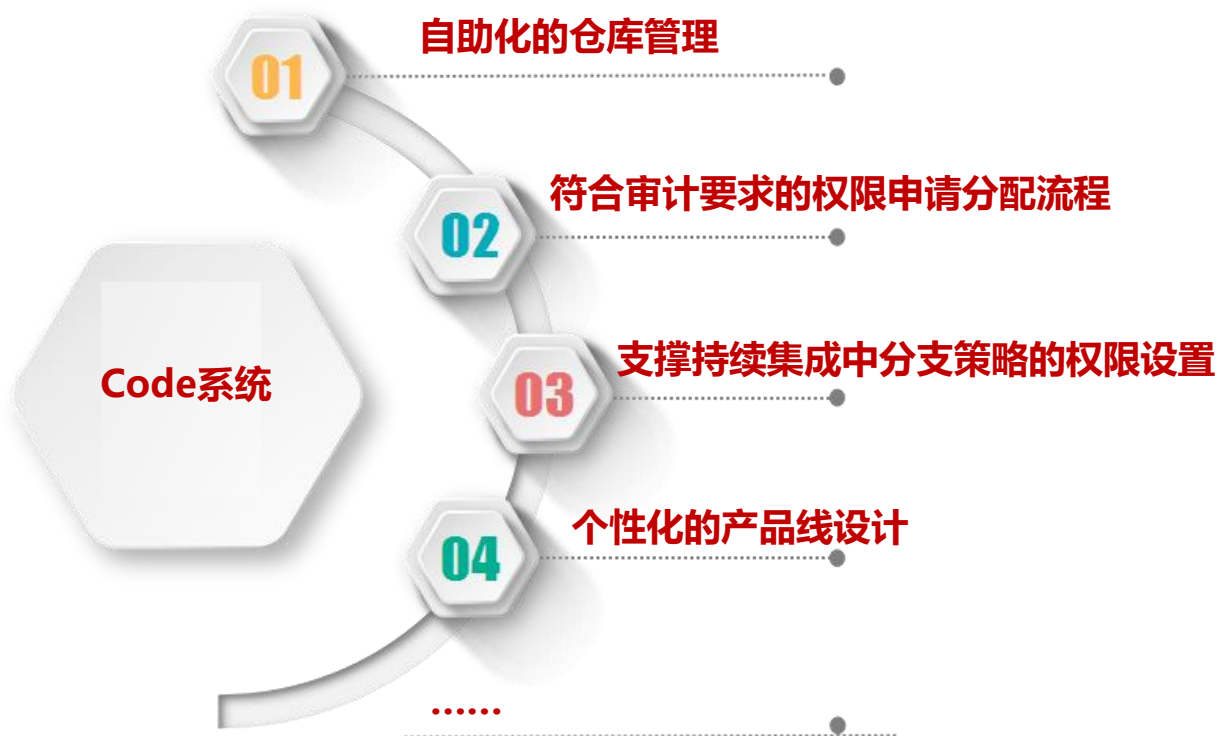 自助化的仓库管理
01
符合审计要求的权限申请分配流程
02
支撑持续集成中分支策略的权限设置
Code系统
03
个性化的产品线设计
04
......